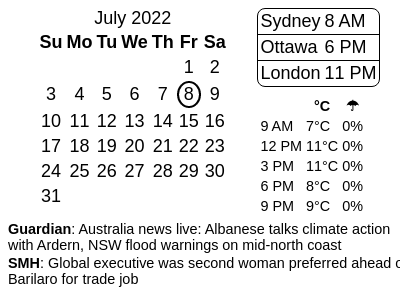 July 2022
Su Mo Tu We Th Fr Sa
1 2
3 4 5 6 7 8 9
10 11 12 13 14 15 16
17 18 19 20 21 22 23
24 25 26 27 28 29 30
31
Sydney 8 AM
Ottawa 6 PM
London 11 PM
°C ☂
9 AM 7°C 0%
12 PM 11°C 0%
3 PM 11°C 0%
6 PM 8°C 0%
9 PM 9°C 0%
Guardian: Australia news live: Albanese talks climate action
with Ardern, NSW flood warnings on mid-north coast
SMH: Global executive was second woman preferred ahead
Barilaro for trade job